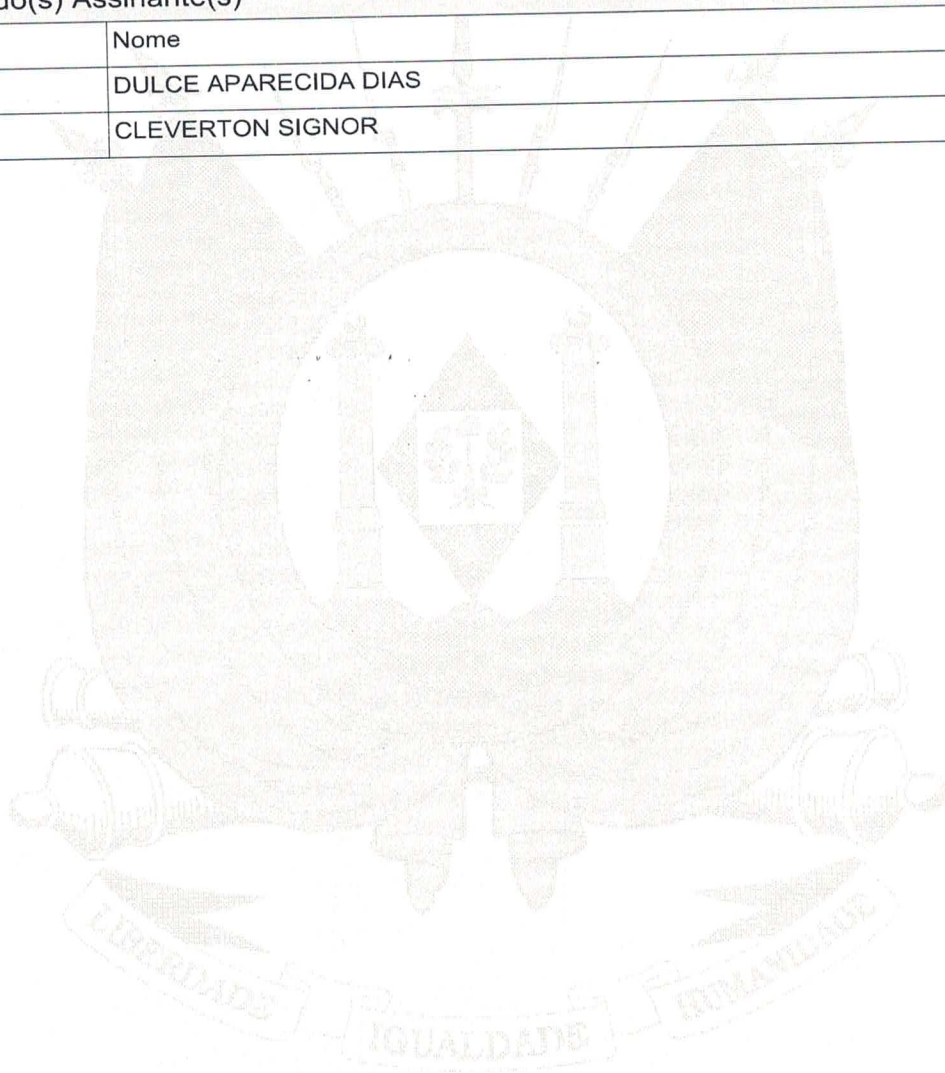 do(s) Assinante(s)
Nome
DULCE APARECIDA DIAS
CLEVERTON SIGNOR
LIBERDADE
IGUALDADE
HUMANIDADE